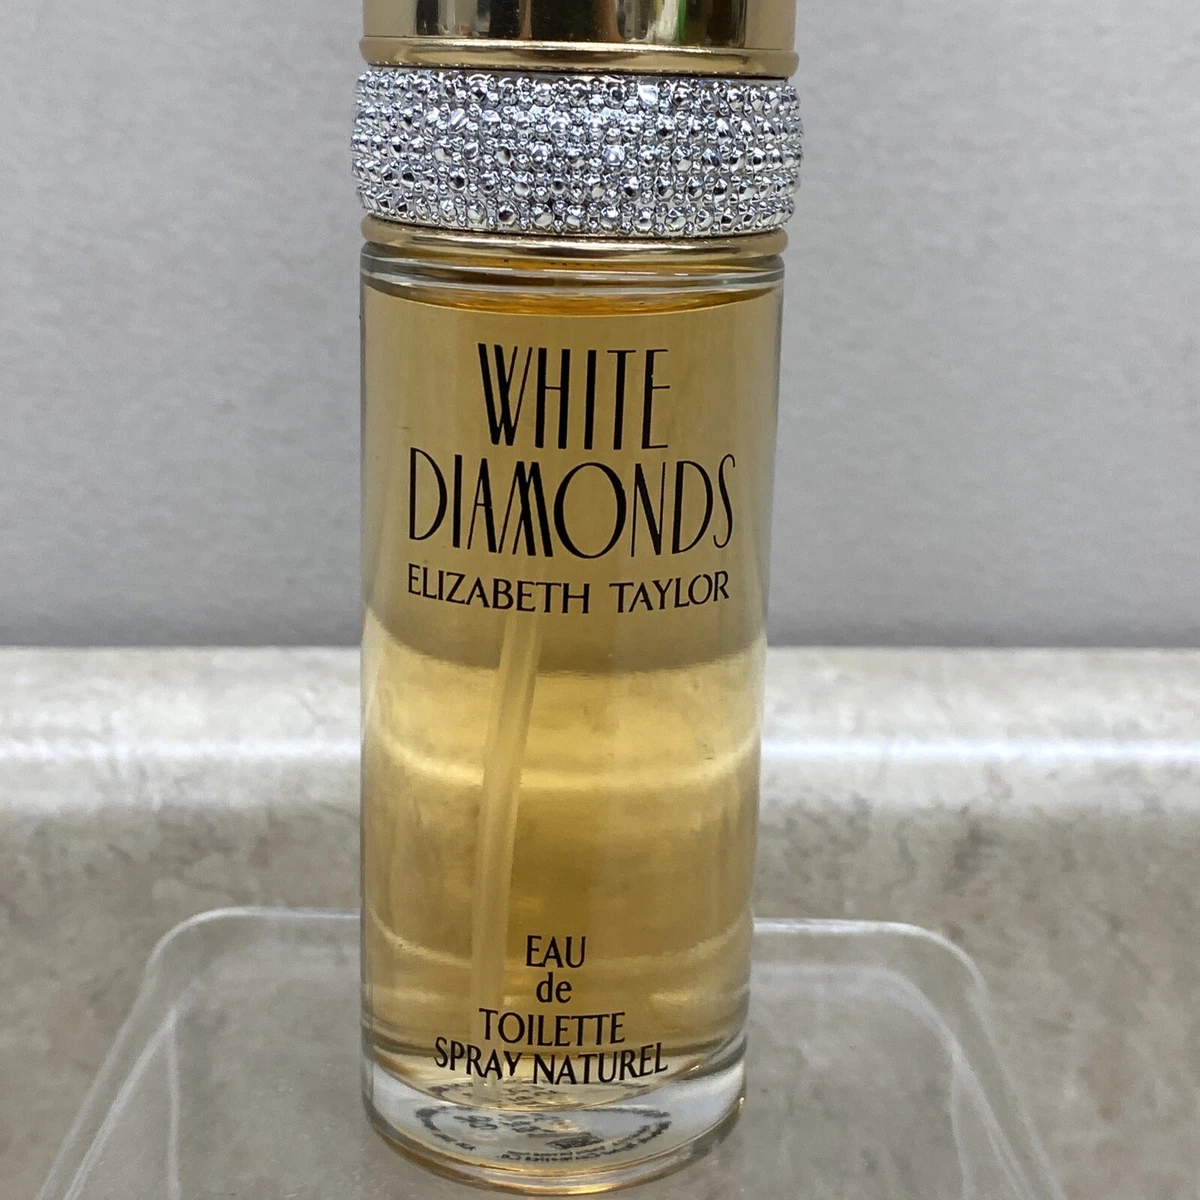 WHITE
DIAMONDS
ELIZABETH TAYLOR
EAU
de
TOILETTE
SPRAY NATUREL